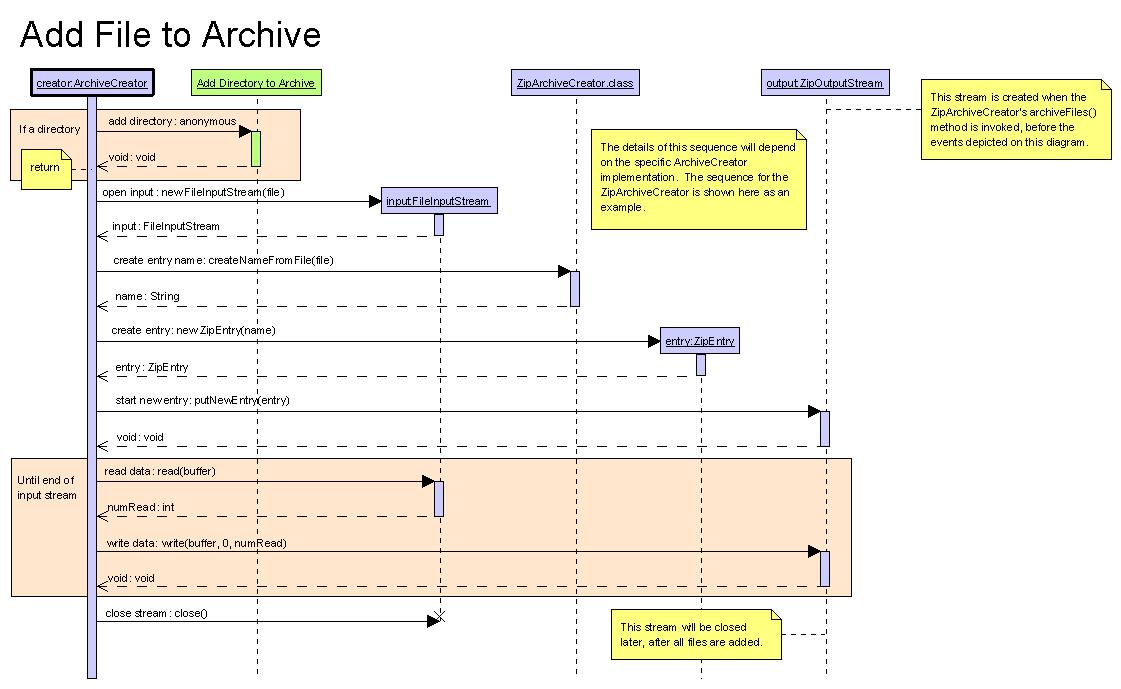 Add File to Archive
creator:ArchiveCreator
Add Directory to Archive
ZipArchiveCreator.class
output:ZipOutputStream
This stream is created when the
ZipArchiveCreator's archiveFiles()
method is invoked, before the
events depicted on this diagram.
If a directory
add directory : anonymous
return
void : void
The details of this sequence will depend
on the specific ArchiveCreator
implementation. The sequence for the
ZipArchiveCreator is shown here as an
example.
open input : newFileInputStream(file)
input:FileInputStream
input : FileInputStream
create entry name : createNameFromFile(file)
name : String
create entry : new ZipEntry(name)
entry:ZipEntry
entry : ZipEntry
start new entry : putNewEntry(entry)
void : void
Until end of
input stream
read data : read(buffer)
numRead : int
write data : write(buffer, 0, numRead)
void : void
close stream : close()
This stream will be closed
later, after all files are added.